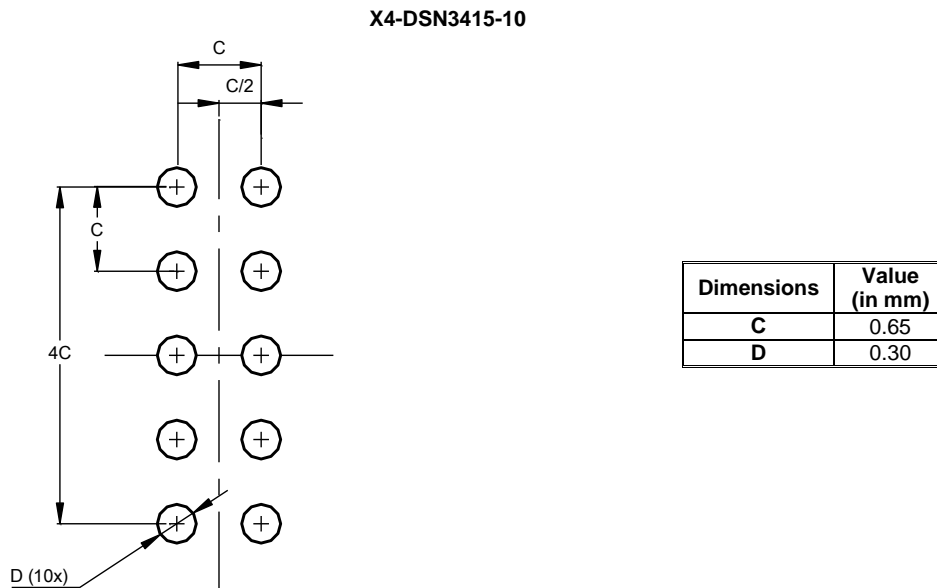 X4-DSN3415-10
C
C/2
C
4C
D (10x)
Dimensions Value (in mm)
C 0.65
D 0.30